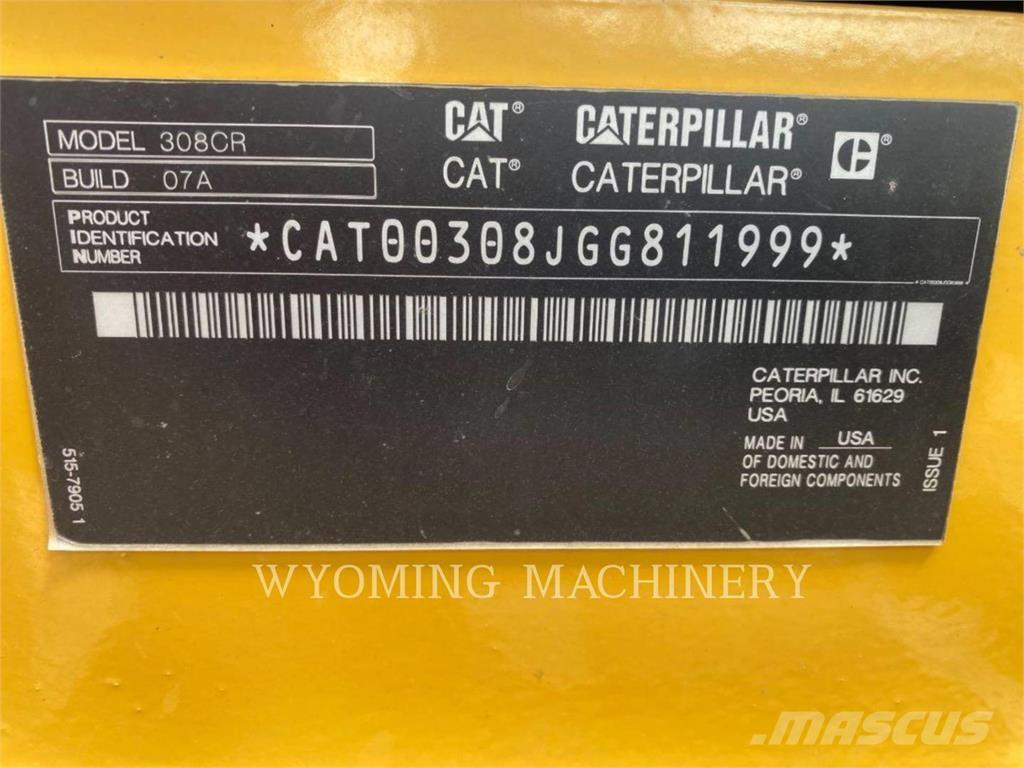 MODEL 308CR
BUILD 07A
CAT® CATERPILLAR® ®
CAT® CATERPILLAR®
PRODUCT
IDENTIFICATION
NUMBER
*CAT00308JGG811999*
CATERPILLAR INC.
PEORIA, IL 61629
USA
MADE IN USA
OF DOMESTIC AND
FOREIGN COMPONENTS
ISSUE 1
515-7905 1
WYOMING MACHINERY
MASCUS